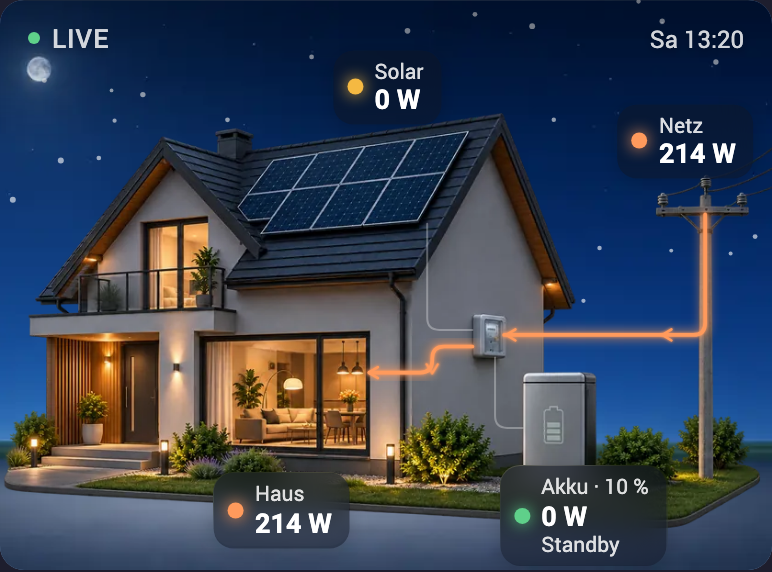 LIVE
Sa 13:20
Solar
0 W
Netz
214 W
Haus
214 W
Akku · 10 %
0 W
Standby